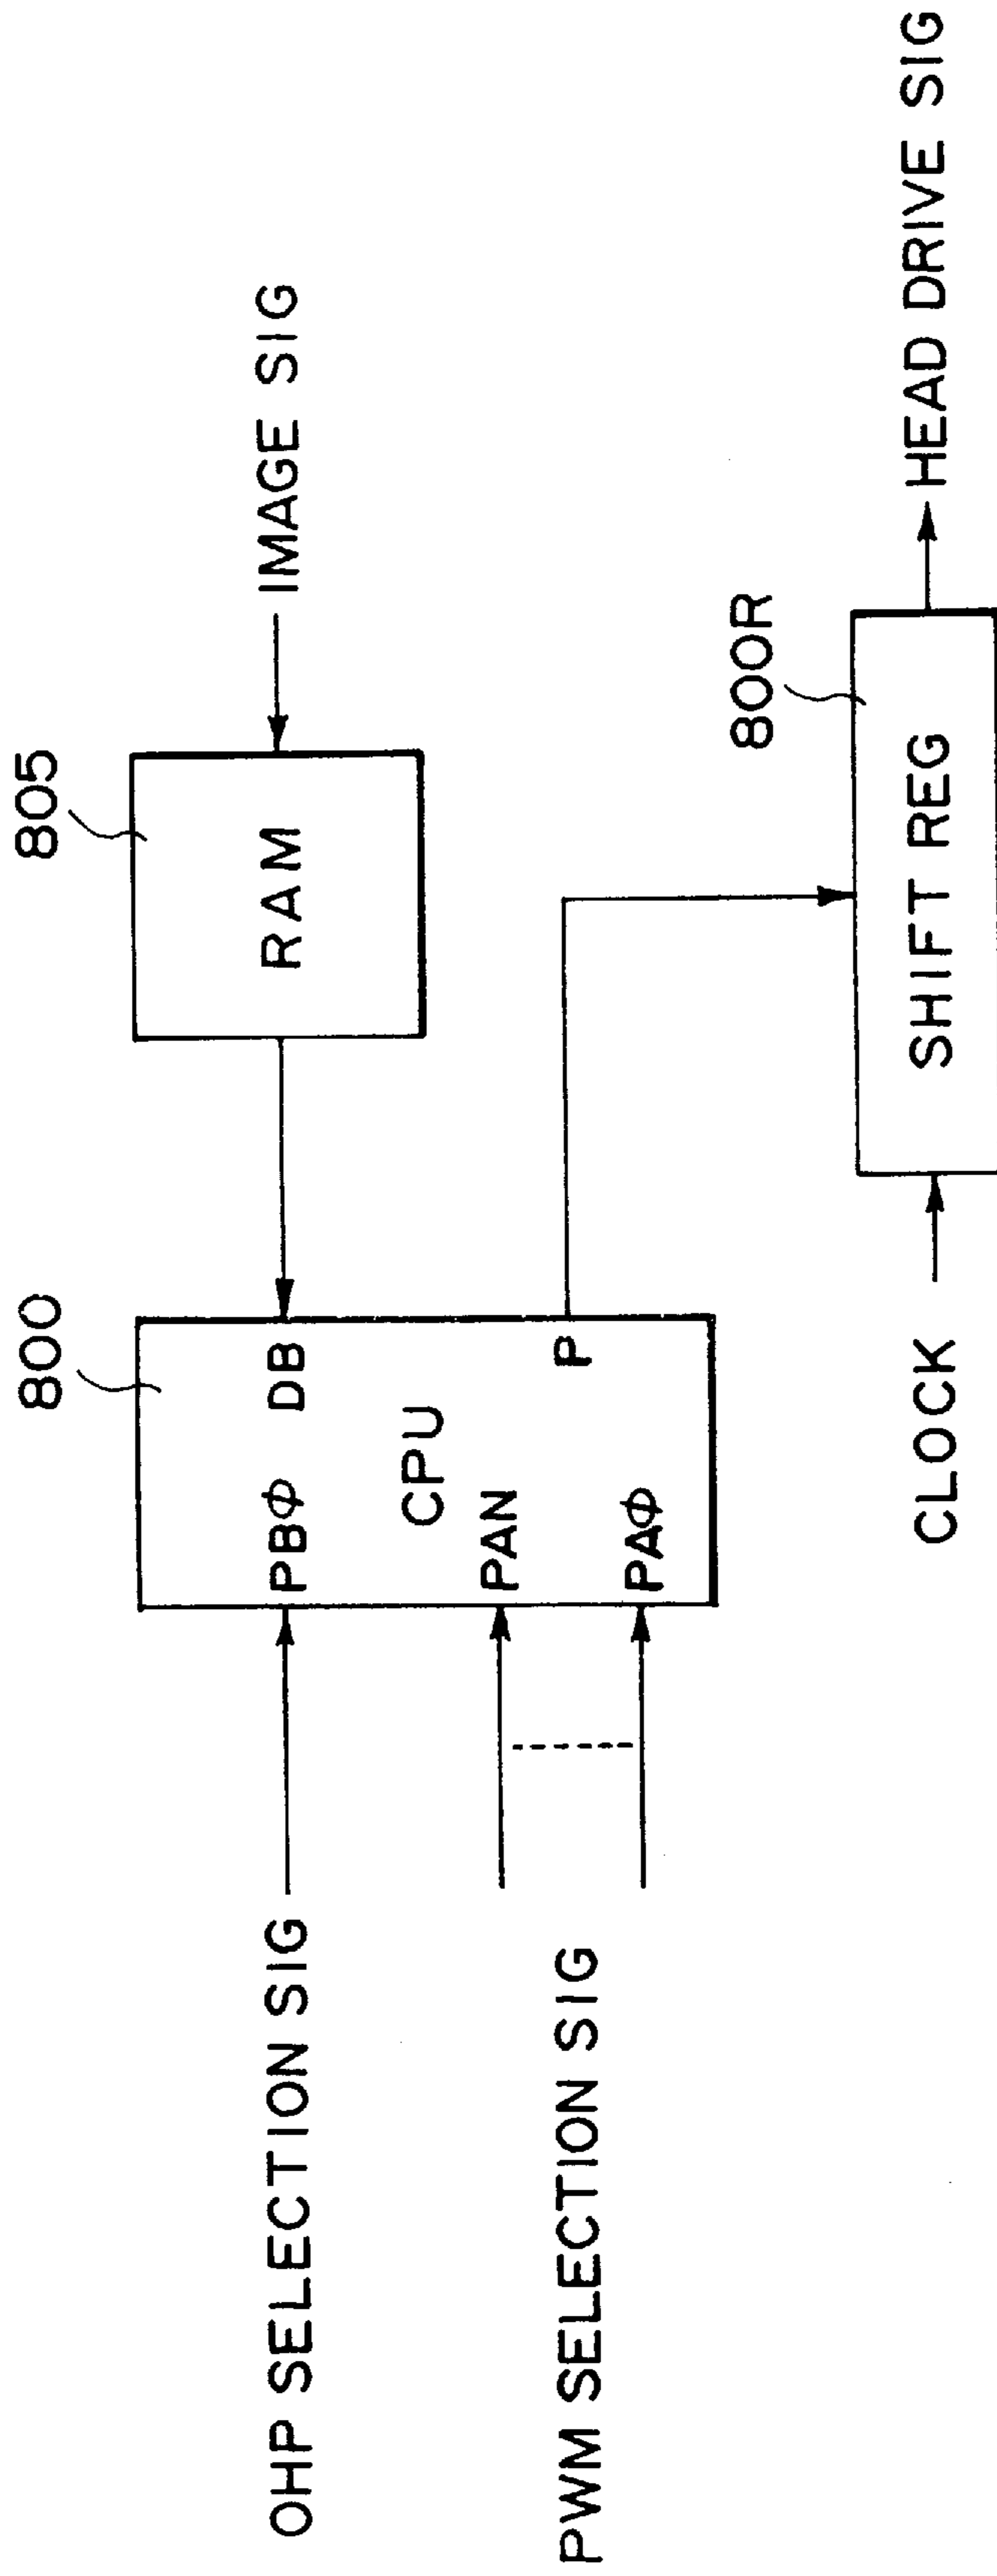 800
805
OHP SELECTION SIG
PBΦ DB
RAM
IMAGE SIG
CPU
PAN
PWM SELECTION SIG
P
PAΦ
800R
CLOCK
SHIFT REG
HEAD DRIVE SIG